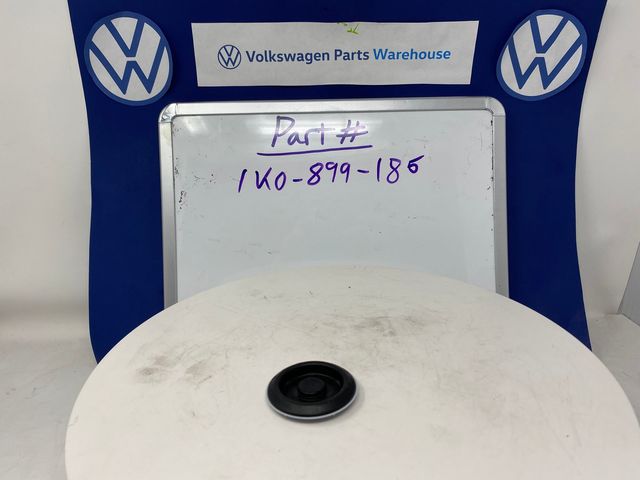 Volkswagen Parts Warehouse
Part #
1K0-899-185